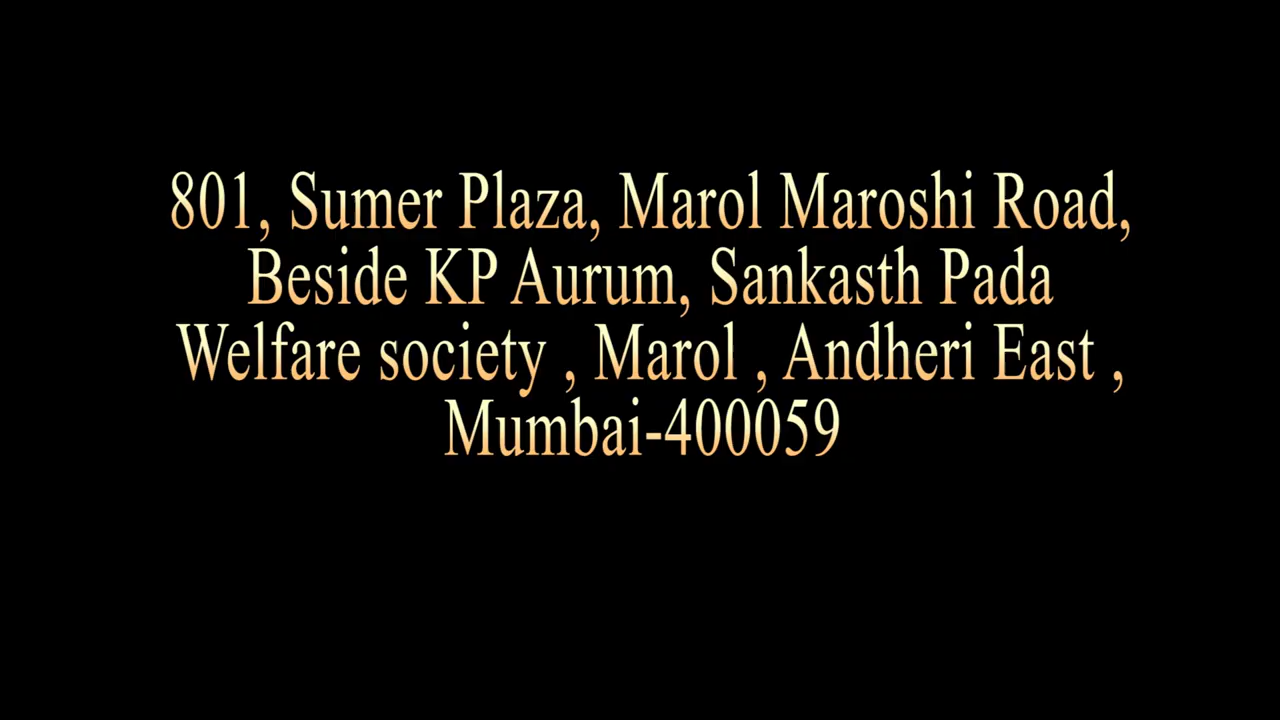 801, Sumer Plaza, Marol Maroshi Road,
Beside KP Aurum, Sankasth Pada
Welfare society , Marol , Andheri East ,
Mumbai-400059